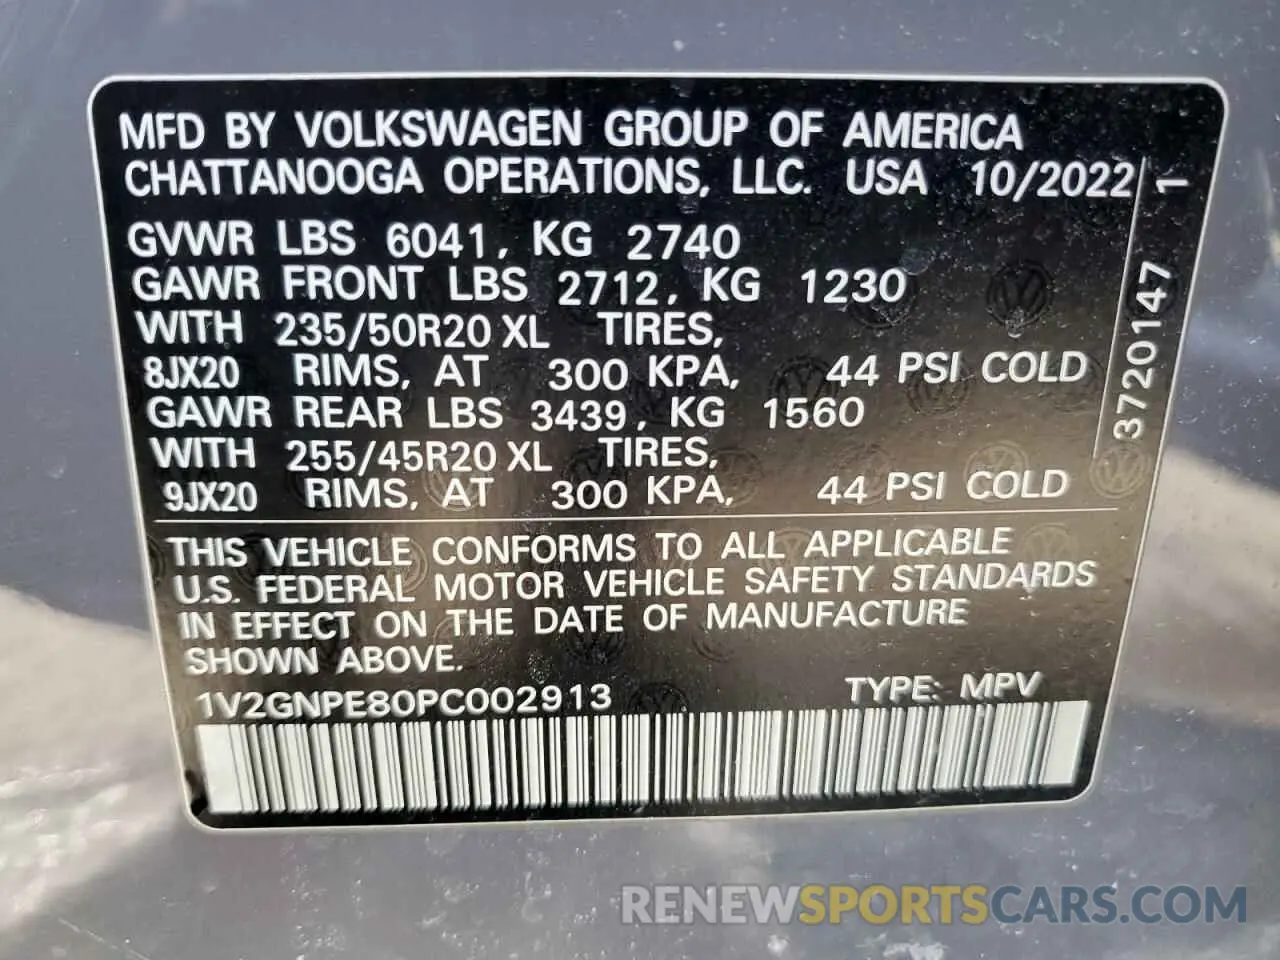 MFD BY VOLKSWAGEN GROUP OF AMERICA
CHATTANOOGA OPERATIONS, LLC. USA 10/2022
GVWR LBS 6041, KG 2740
GAWR FRONT LBS 2712, KG 1230
WITH 235/50R20 XL TIRES,
8JX20 RIMS, AT 300 KPA, 44 PSI COLD
GAWR REAR LBS 3439, KG 1560
WITH 255/45R20 XL TIRES,
9JX20 RIMS, AT 300 KPA, 44 PSI COLD
THIS VEHICLE CONFORMS TO ALL APPLICABLE
U.S. FEDERAL MOTOR VEHICLE SAFETY STANDARDS
IN EFFECT ON THE DATE OF MANUFACTURE
SHOWN ABOVE.
1V2GNPE80PC002913 TYPE: MPV
3720147 1
RENEWSPORTSCARS.COM